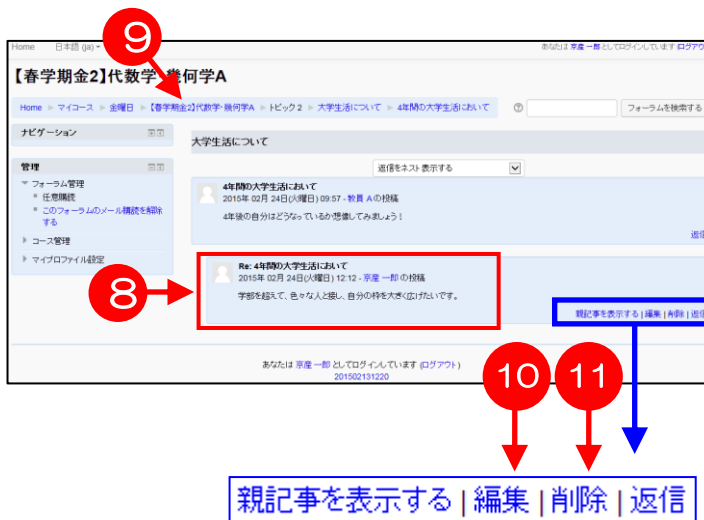 Home 日本語 (ja)
あなたは 京産 一郎 としてログインしています (ログアウ
9
【春学期金2】代数学・幾何学A
Home ▶ マイコース ▶ 金曜日 ▶ 【春学期金2】代数学・幾何学A ▶ トピック 2 ▶ 大学生活について ▶ 4年間の大学生活において
フォーラムを検索する
ナビゲーション
管理
フォーラム管理
任意購読
このフォーラムのメール購読を解除する
コース管理
マイプロファイル設定
大学生活について
返信をネスト表示する
4年間の大学生活において
2015年 02月 24日(火曜日) 09:57 - 教員 A の投稿
4年後の自分はどうなっているか想像してみましょう!
返信
8
Re: 4年間の大学生活において
2015年 02月 24日(火曜日) 12:12 - 京産 一郎 の投稿
学部を超えて、色々な人と接し、自分の枠を大きく広げたいです。
親記事を表示する | 編集 | 削除 | 返信
あなたは 京産 一郎 としてログインしています (ログアウト)
201502131220
10 11
親記事を表示する | 編集 | 削除 | 返信